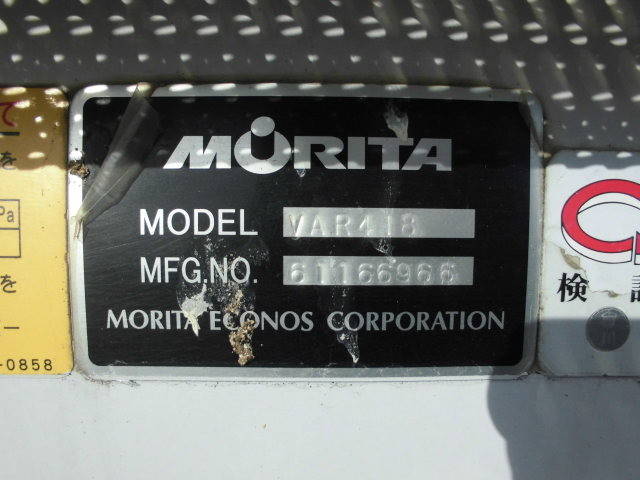 MORITA
MODEL VAR418
MFG.NO. 61166966
MORITA ECONOS CORPORATION
て
を
Pa
を
-0858
検